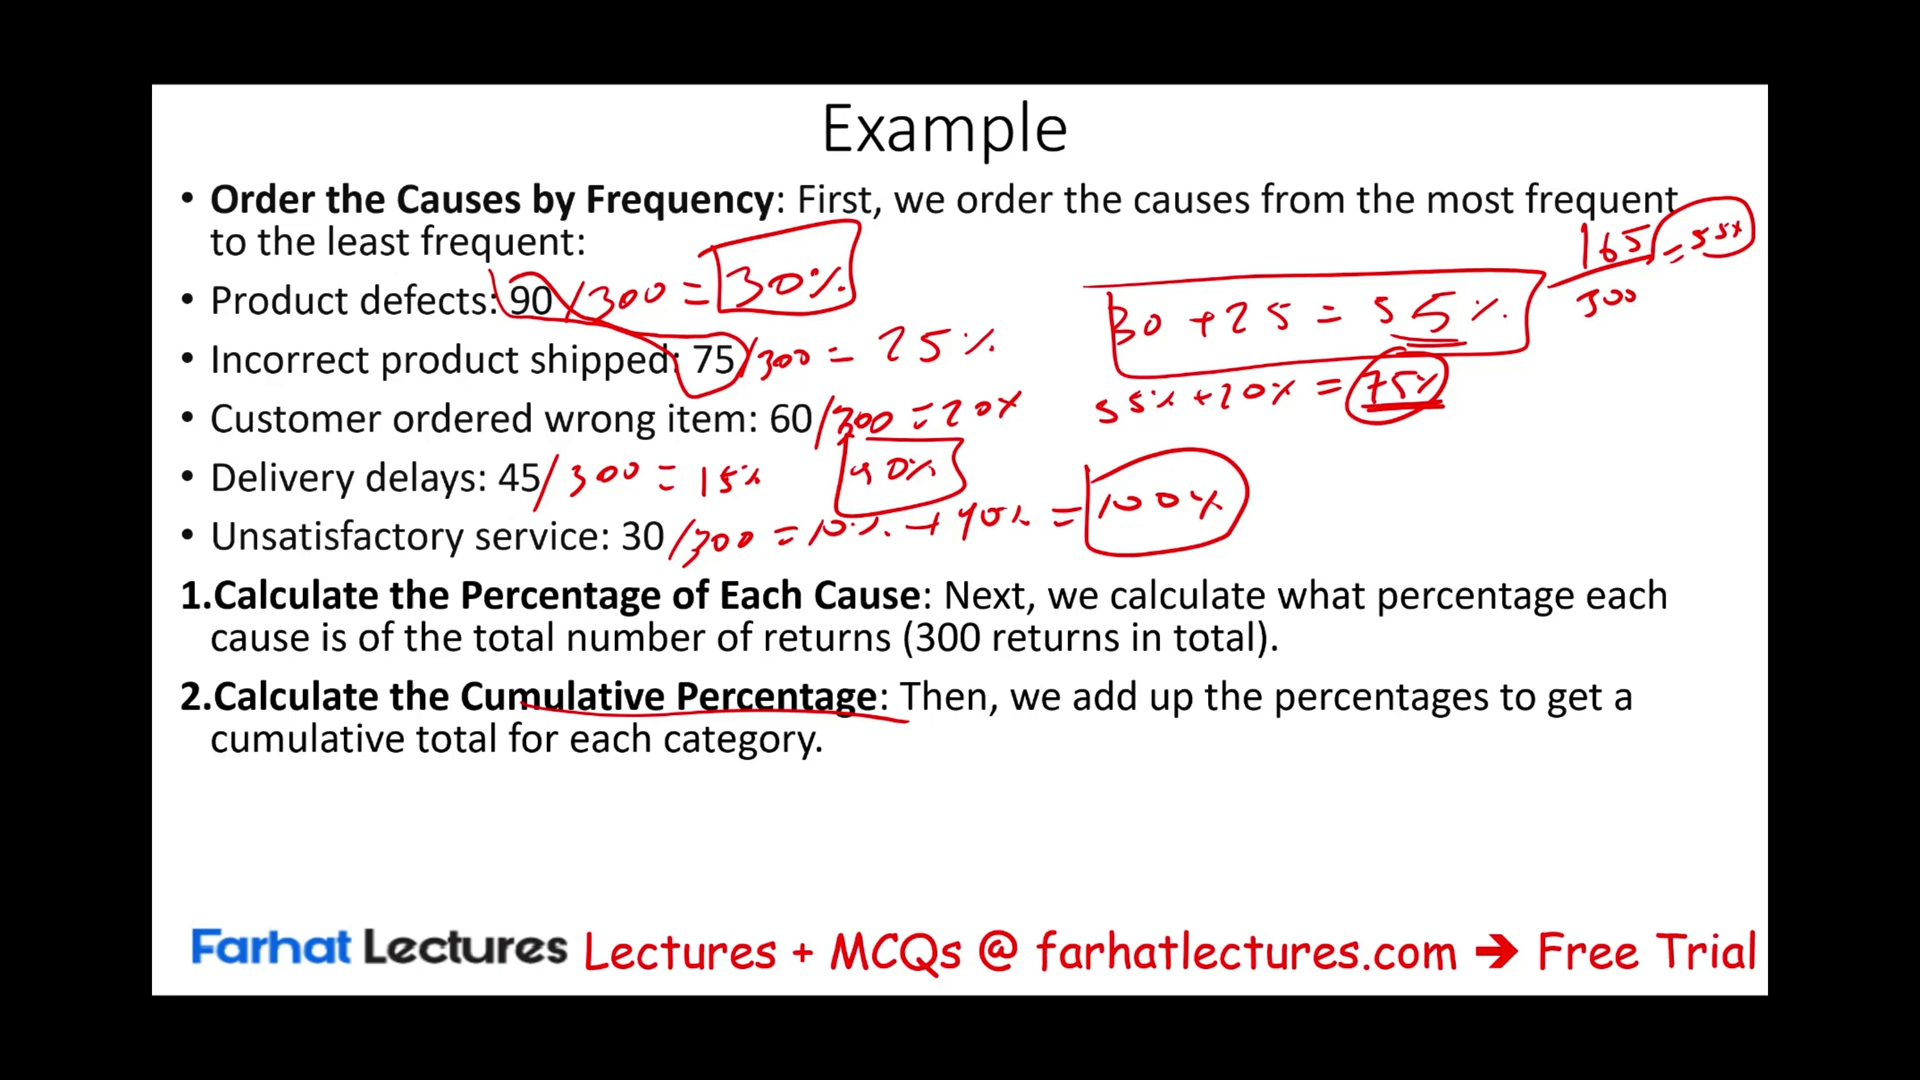 Example
• Order the Causes by Frequency: First, we order the causes from the most frequent
to the least frequent:
165/300 = 55%
• Product defects: 90 /300 = 30%
30 + 25 = 55%
• Incorrect product shipped: 75 /300 = 25%
55% + 20% = 75%
• Customer ordered wrong item: 60 /300 = 20%
• Delivery delays: 45 /300 = 15%
90%
• Unsatisfactory service: 30 /300 = 10% + 90% = 100%
1.Calculate the Percentage of Each Cause: Next, we calculate what percentage each
cause is of the total number of returns (300 returns in total).
2.Calculate the Cumulative Percentage: Then, we add up the percentages to get a
cumulative total for each category.
Farhat Lectures Lectures + MCQs @ farhatlectures.com → Free Trial